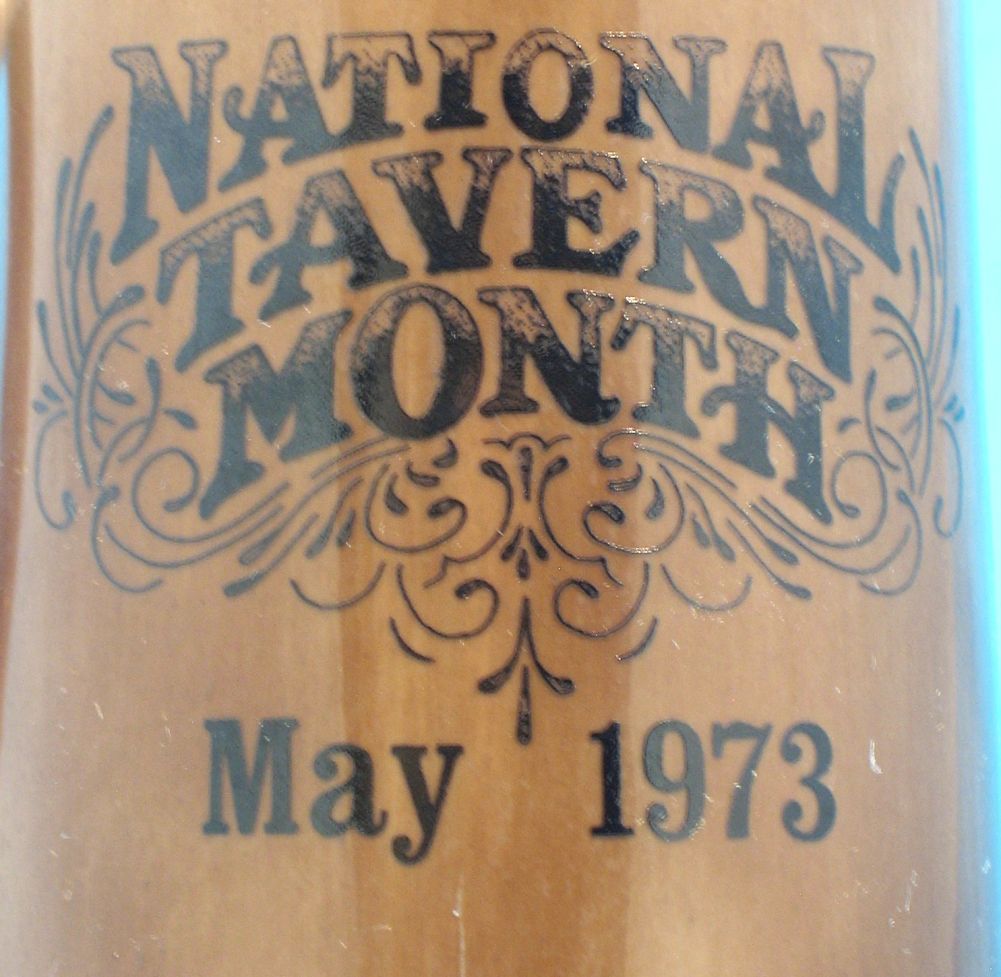 NATIONAL
TAVERN
MONTH
May 1973